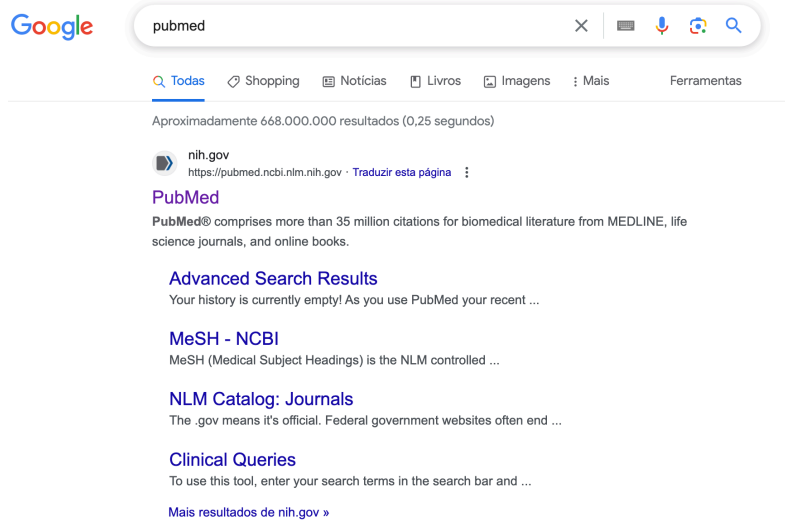 Google
pubmed
Todas Shopping Notícias Livros Imagens Mais Ferramentas
Aproximadamente 668.000.000 resultados (0,25 segundos)
nih.gov
https://pubmed.ncbi.nlm.nih.gov · Traduzir esta página
PubMed
PubMed® comprises more than 35 million citations for biomedical literature from MEDLINE, life
science journals, and online books.
Advanced Search Results
Your history is currently empty! As you use PubMed your recent ...
MeSH - NCBI
MeSH (Medical Subject Headings) is the NLM controlled ...
NLM Catalog: Journals
The .gov means it's official. Federal government websites often end ...
Clinical Queries
To use this tool, enter your search terms in the search bar and ...
Mais resultados de nih.gov »